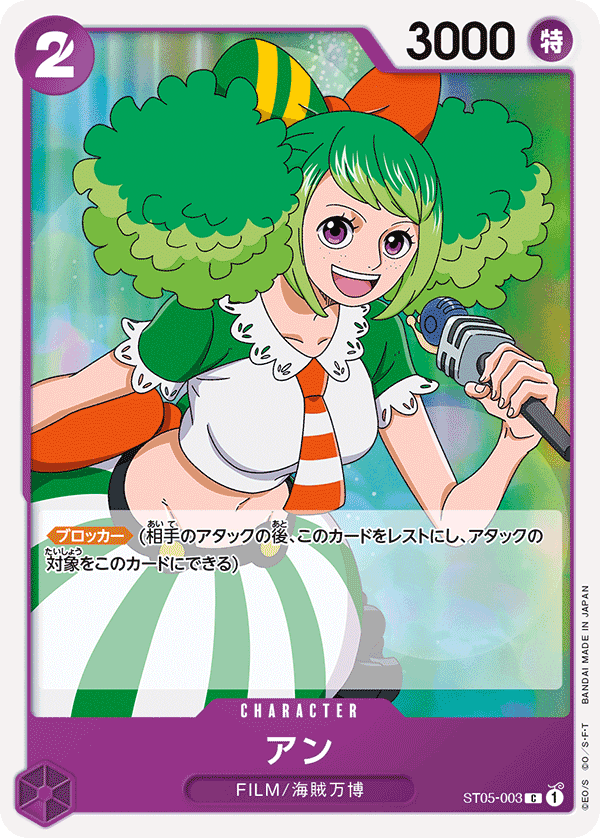 2
3000 特
ブロッカー (相手のアタックの後、このカードをレストにし、アタックの
対象をこのカードにできる)
CHARACTER
アン
FILM/海賊万博
ST05-003 C 1
©E.O/S ©O/S・F・T BANDAI MADE IN JAPAN